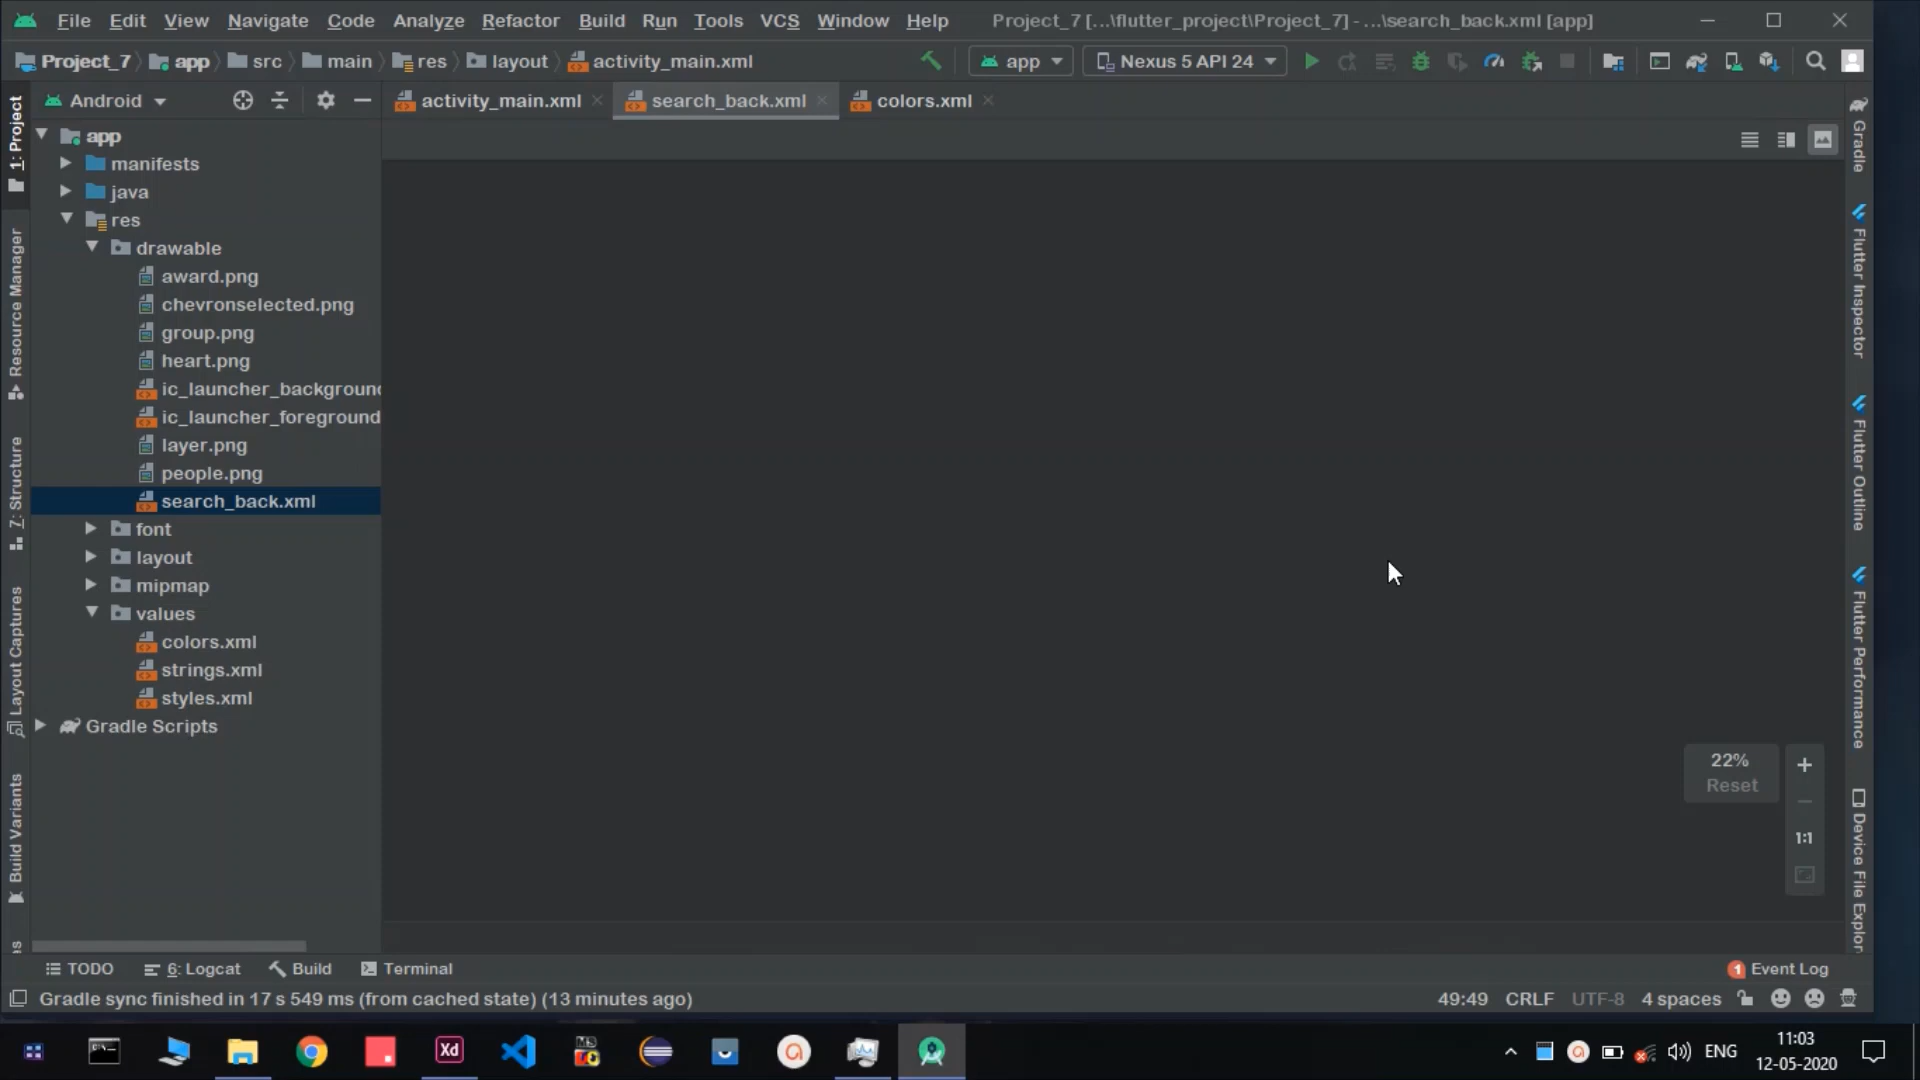 File Edit View Navigate Code Analyze Refactor Build Run Tools VCS Window Help Project_7 [...\flutter_project\Project_7] - ...\search_back.xml [app]
Project_7 app src main res layout activity_main.xml app Nexus 5 API 24
Android activity_main.xml search_back.xml colors.xml
app
manifests
java
res
drawable
award.png
chevronselected.png
group.png
heart.png
ic_launcher_background
ic_launcher_foreground
layer.png
people.png
search_back.xml
font
layout
mipmap
values
colors.xml
strings.xml
styles.xml
Gradle Scripts
1: Project
Resource Manager
7: Structure
Layout Captures
Build Variants
Gradle
Flutter Inspector
Flutter Outline
Flutter Performance
Device File Explor
22%
Reset
1:1
TODO 6: Logcat Build Terminal 1 Event Log
Gradle sync finished in 17 s 549 ms (from cached state) (13 minutes ago) 49:49 CRLF UTF-8 4 spaces
Xd ENG 11:03
12-05-2020